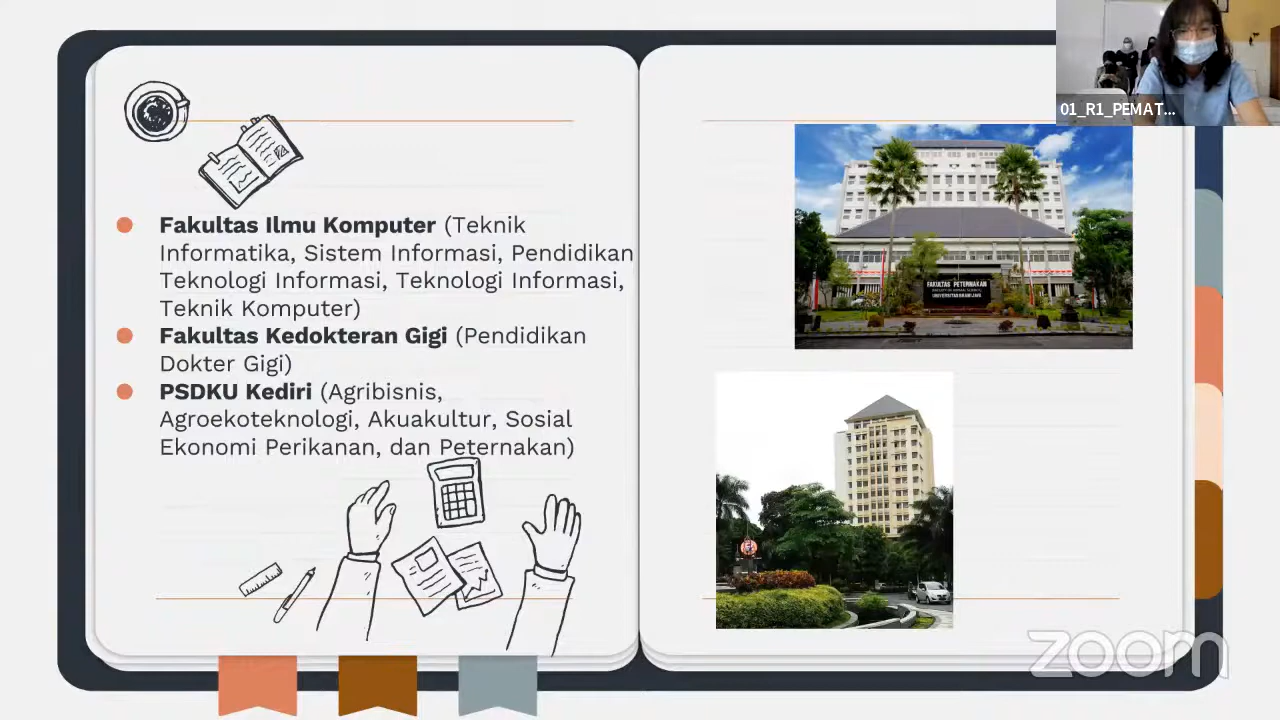 01_R1_PEMAT...
Fakultas Ilmu Komputer (Teknik
Informatika, Sistem Informasi, Pendidikan
Teknologi Informasi, Teknologi Informasi,
Teknik Komputer)
Fakultas Kedokteran Gigi (Pendidikan
Dokter Gigi)
PSDKU Kediri (Agribisnis,
Agroekoteknologi, Akuakultur, Sosial
Ekonomi Perikanan, dan Peternakan)
FAKULTAS PETERNAKAN
UNIVERSITAS BRAWIJAYA
zoom